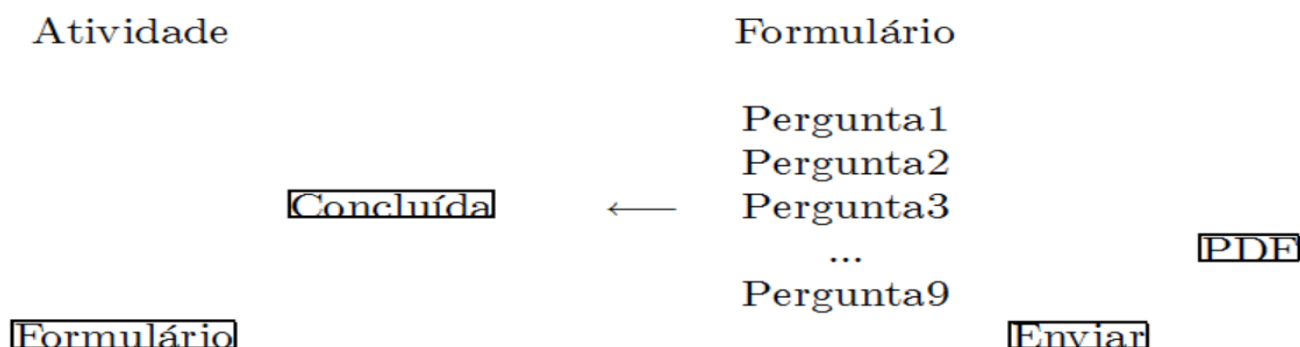 Atividade Formulário
Pergunta1
Pergunta2
Concluída ← Pergunta3
... PDF
Pergunta9
Formulário Enviar